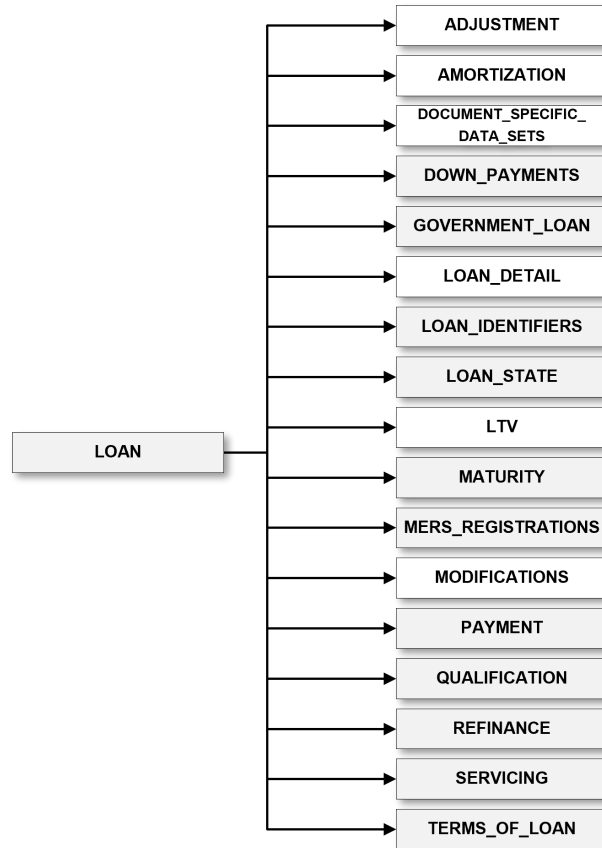 ADJUSTMENT
AMORTIZATION
DOCUMENT_SPECIFIC_
DATA_SETS
DOWN_PAYMENTS
GOVERNMENT_LOAN
LOAN_DETAIL
LOAN_IDENTIFIERS
LOAN_STATE
LTV
LOAN
MATURITY
MERS_REGISTRATIONS
MODIFICATIONS
PAYMENT
QUALIFICATION
REFINANCE
SERVICING
TERMS_OF_LOAN